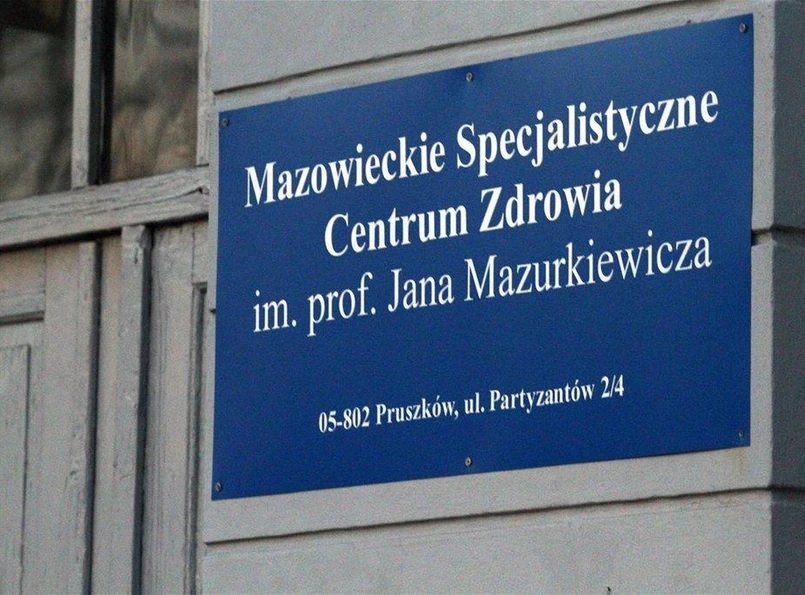 Mazowieckie Specjalistyczne
Centrum Zdrowia
im. prof. Jana Mazurkiewicza
05-802 Pruszków, ul. Partyzantów 2/4